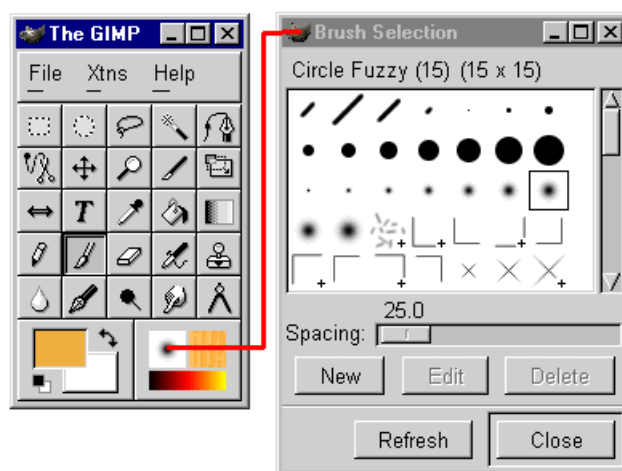 The GIMP
File Xtns Help
T
Brush Selection
Circle Fuzzy (15) (15 x 15)
25.0
Spacing:
New Edit Delete
Refresh Close